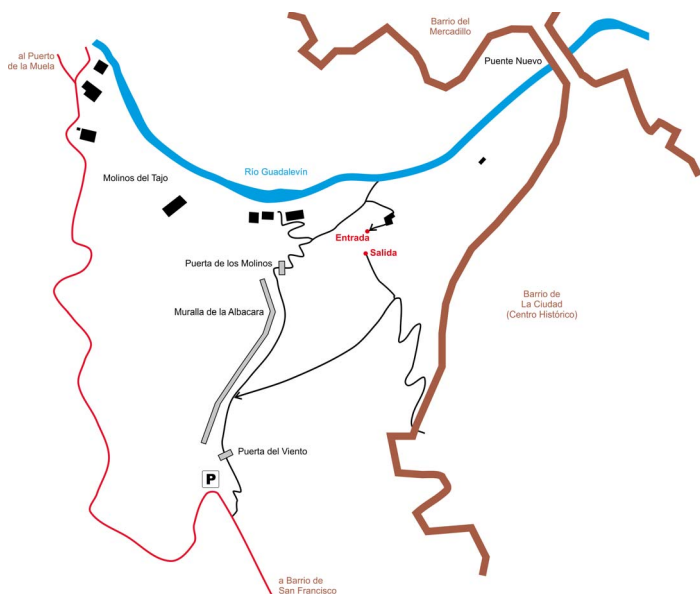 Barrio del
Mercadillo
al Puerto
de la Muela
Puente Nuevo
Río Guadalevín
Molinos del Tajo
Entrada
Salida
Puerta de los Molinos
Muralla de la Albacara
Barrio de
La Ciudad
(Centro Histórico)
Puerta del Viento
P
a Barrio de
San Francisco